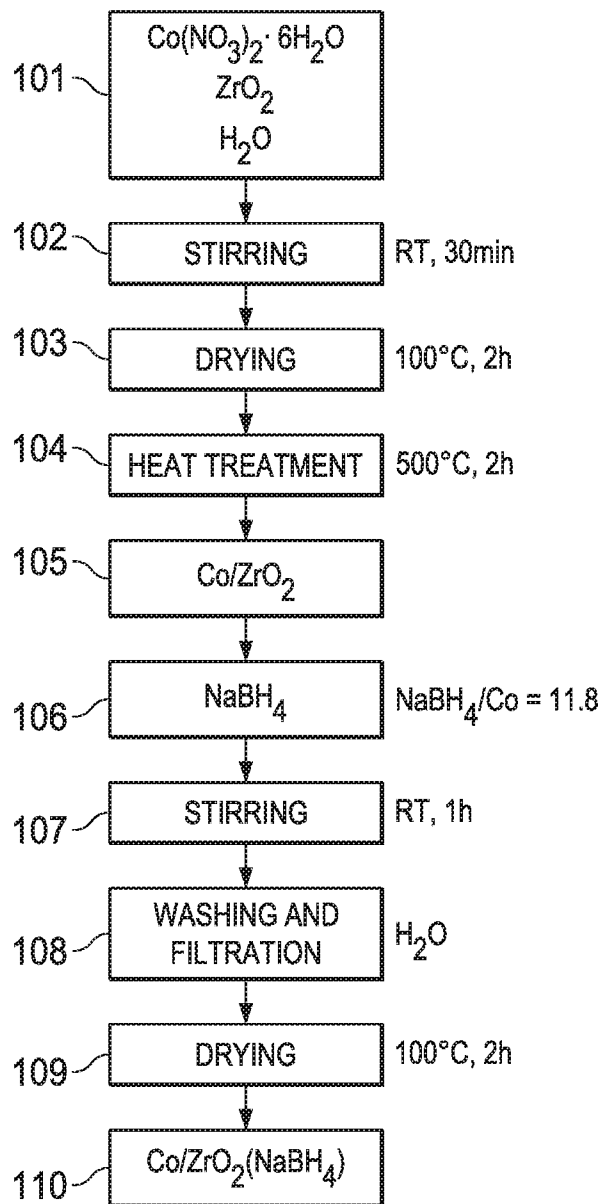 101
Co(NO₃)₂· 6H₂O
ZrO₂
H₂O
102
STIRRING
RT, 30min
103
DRYING
100°C, 2h
104
HEAT TREATMENT
500°C, 2h
105
Co/ZrO₂
106
NaBH₄
NaBH₄/Co = 11.8
107
STIRRING
RT, 1h
108
WASHING AND
FILTRATION
H₂O
109
DRYING
100°C, 2h
110
Co/ZrO₂(NaBH₄)